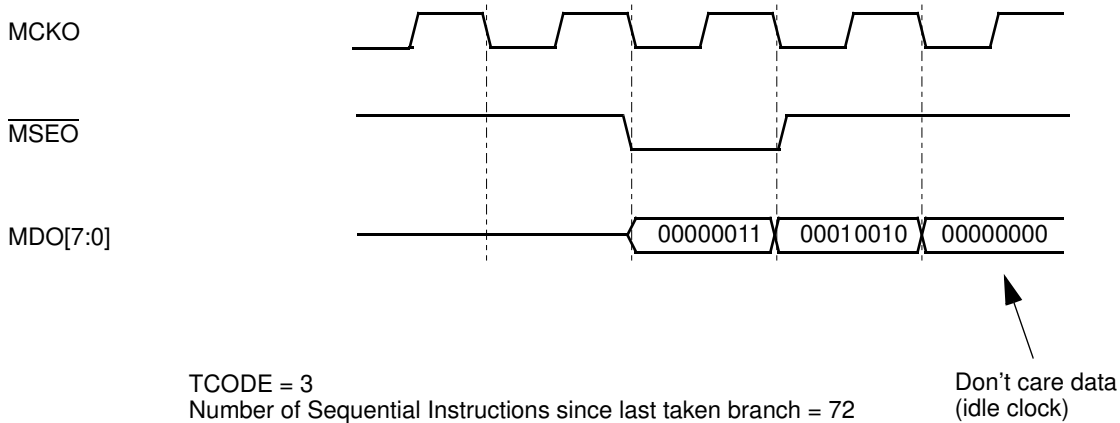 MCKO
MSEO
MDO[7:0]
00000011 00010010 00000000
TCODE = 3
Number of Sequential Instructions since last taken branch = 72
Don't care data
(idle clock)